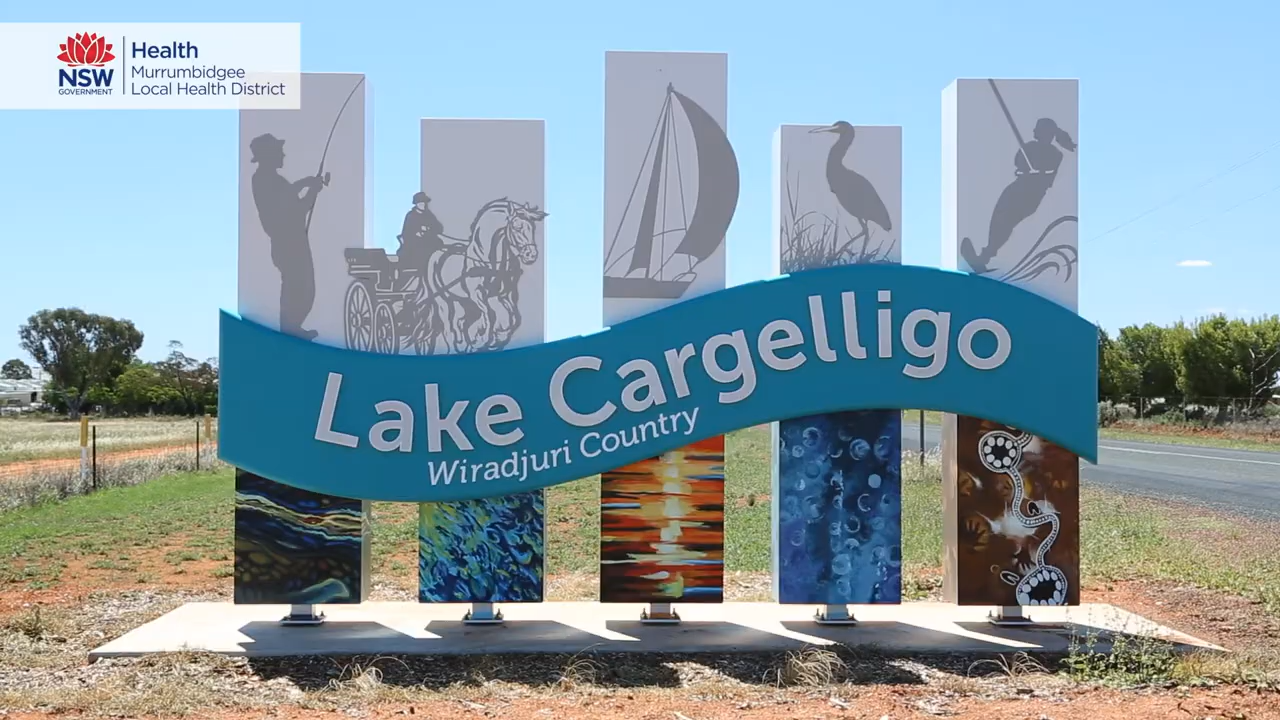 Health
Murrumbidgee
Local Health District
NSW
GOVERNMENT
Lake Cargelligo
Wiradjuri Country